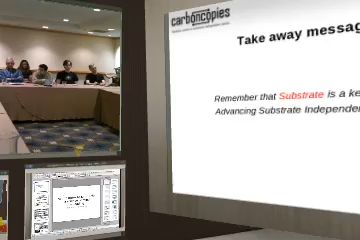 carboncopies
Take away messag
Remember that Substrate is a ke
Advancing Substrate Independen